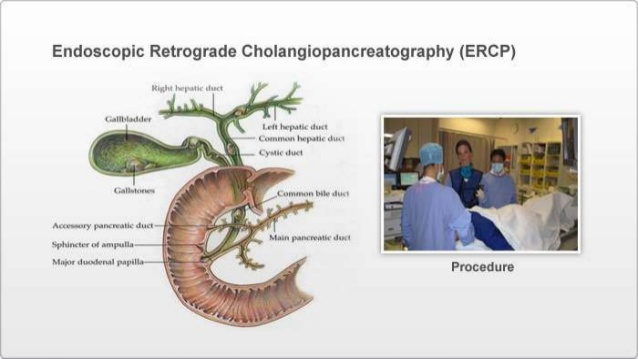 Endoscopic Retrograde Cholangiopancreatography (ERCP)
Right hepatic duct
Gallbladder
Left hepatic duct
Common hepatic duct
Cystic duct
Gallstones
Common bile duct
Accessory pancreatic duct
Main pancreatic duct
Sphincter of ampulla
Major duodenal papilla
Procedure